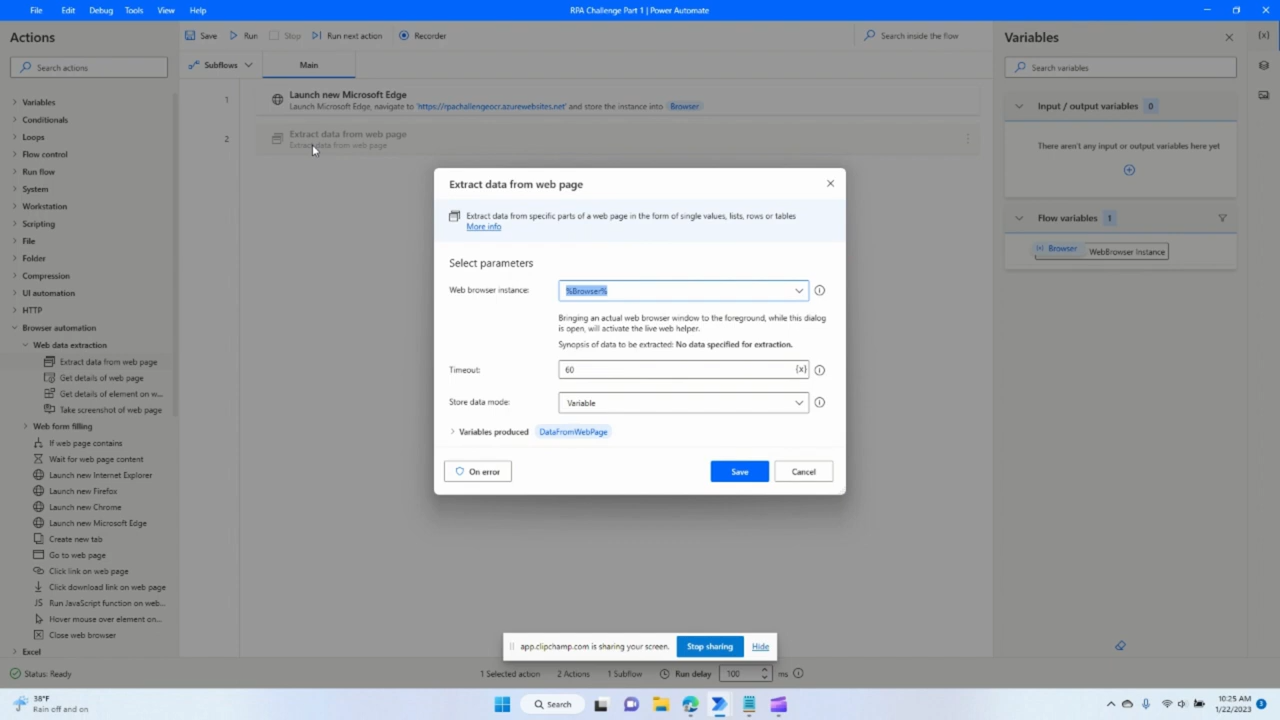 File Edit Debug Tools View Help
RPA Challenge Part 1 | Power Automate
Actions
Search actions
Variables
Conditionals
Loops
Flow control
Run flow
System
Workstation
Scripting
File
Folder
Compression
UI automation
HTTP
Browser automation
Web data extraction
Extract data from web page
Get details of web page
Get details of element on w...
Take screenshot of web page
Web form filling
If web page contains
Wait for web page content
Launch new Internet Explorer
Launch new Firefox
Launch new Chrome
Launch new Microsoft Edge
Create new tab
Go to web page
Click link on web page
Click download link on web page
JS Run JavaScript function on web...
Hover mouse over element on...
Close web browser
Excel
Save Run Stop Run next action Recorder
Search inside the flow
Subflows Main
1 Launch new Microsoft Edge
Launch Microsoft Edge, navigate to 'https://rpachallengeocr.azurewebsites.net' and store the instance into Browser
2 Extract data from web page
Extract data from web page
Extract data from web page
Extract data from specific parts of a web page in the form of single values, lists, rows or tables
More info
Select parameters
Web browser instance: %Browser%
Bringing an actual web browser window to the foreground, while this dialog
is open, will activate the live web helper.
Synopsis of data to be extracted: No data specified for extraction.
Timeout: 60 {x}
Store data mode: Variable
Variables produced DataFromWebPage
On error Save Cancel
app.clipchamp.com is sharing your screen. Stop sharing Hide
Variables
{x}
Search variables
Input / output variables 0
There aren't any input or output variables here yet
Flow variables 1
(x) Browser WebBrowser Instance
Status: Ready 1 Selected action 2 Actions 1 Subflow Run delay 100 ms
38°F
Rain off and on
Search
10:25 AM
1/22/2023